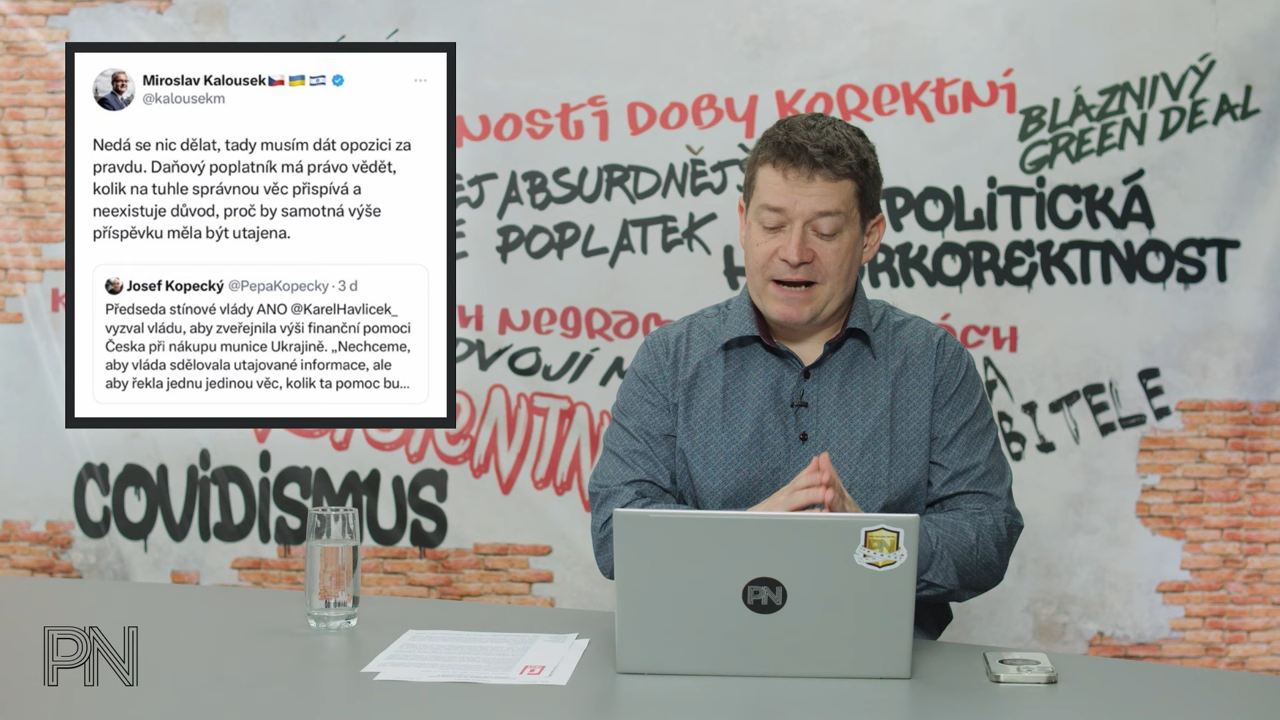 Miroslav Kalousek
@kalousekm
Nedá se nic dělat, tady musím dát opozici za
pravdu. Daňový poplatník má právo vědět,
kolik na tuhle správnou věc přispívá a
neexistuje důvod, proč by samotná výše
příspěvku měla být utajena.
Josef Kopecký @PepaKopecky · 3 d
Předseda stínové vlády ANO @KarelHavlicek_
vyzval vládu, aby zveřejnila výši finanční pomoci
Česka při nákupu munice Ukrajině. „Nechceme,
aby vláda sdělovala utajované informace, ale
aby řekla jednu jedinou věc, kolik ta pomoc bu...
DOBY KOREKTNÍ
BLÁZNIVÝ
GREEN DEAL
POPLATEK
POLITICKÁ
COVIDISMUS
PN
PN
PN